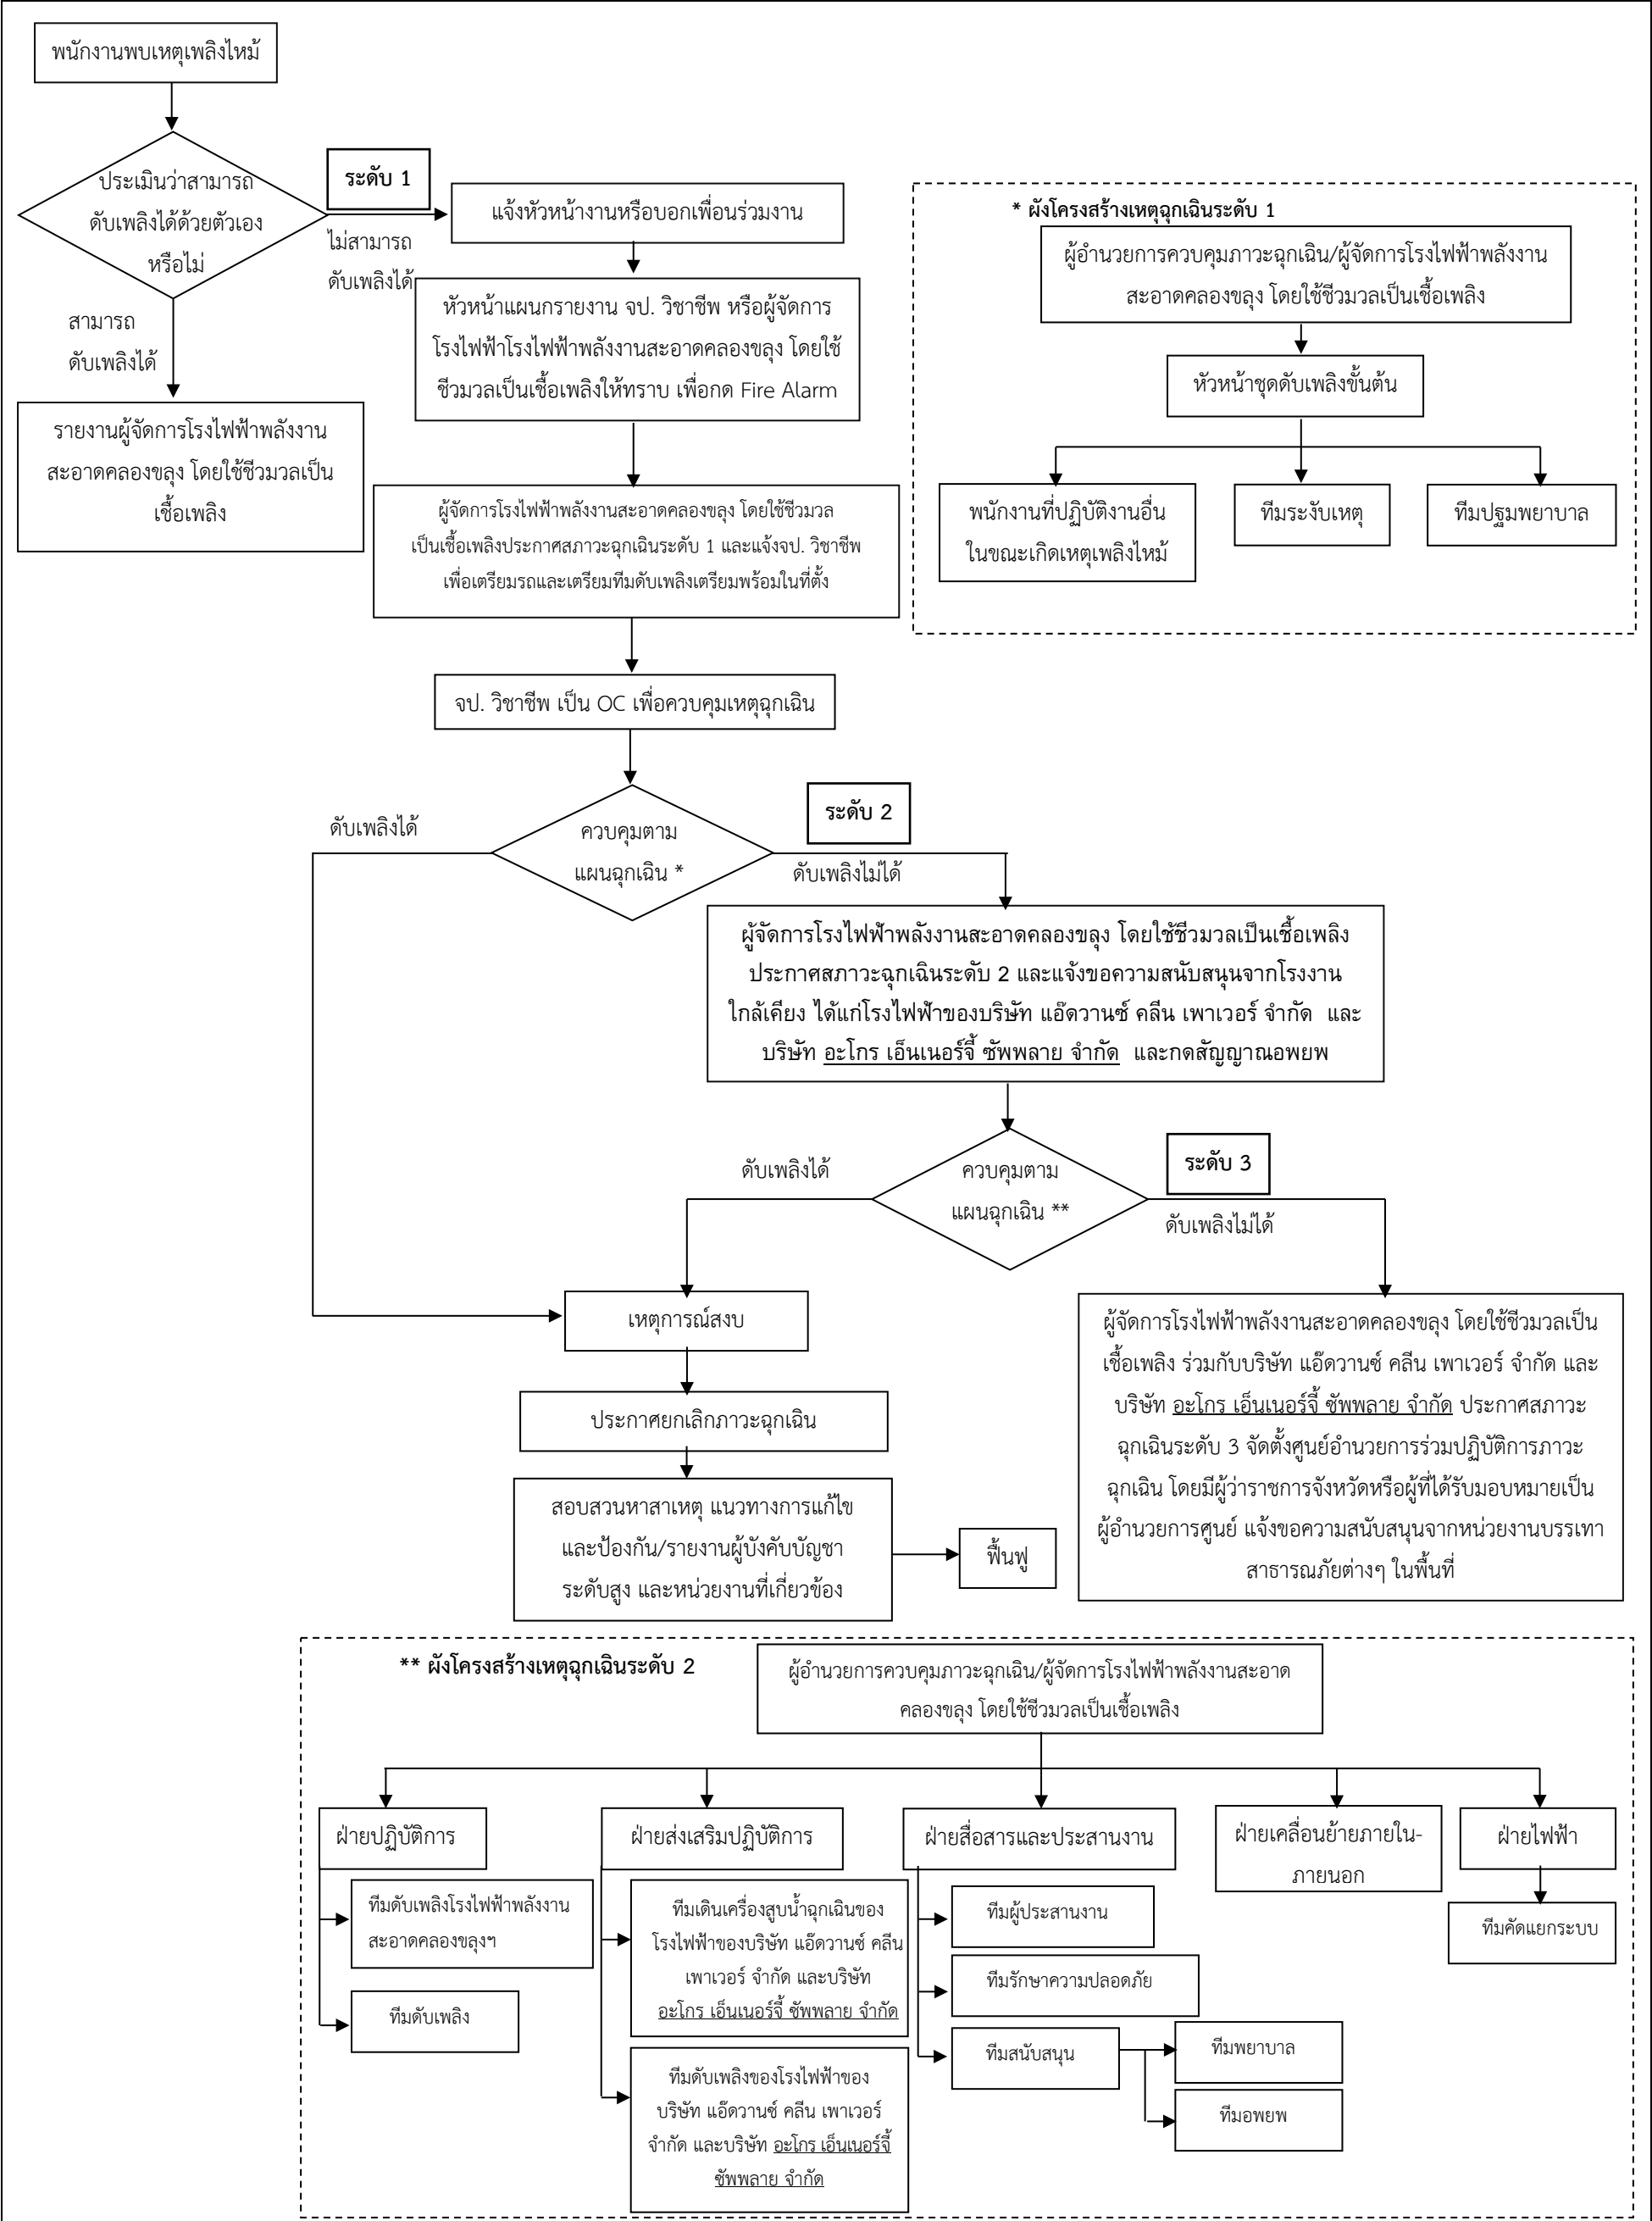 พนักงานพบเหตุเพลิงไหม้
ประเมินว่าสามารถ
ดับเพลิงได้ด้วยตัวเอง
หรือไม่
ระดับ 1
ไม่สามารถ
ดับเพลิงได้
สามารถ
ดับเพลิงได้
รายงานผู้จัดการโรงไฟฟ้าพลังงาน
สะอาดคลองขลุง โดยใช้ชีวมวลเป็น
เชื้อเพลิง
แจ้งหัวหน้างานหรือบอกเพื่อนร่วมงาน
หัวหน้าแผนกรายงาน จป. วิชาชีพ หรือผู้จัดการ
โรงไฟฟ้าโรงไฟฟ้าพลังงานสะอาดคลองขลุง โดยใช้
ชีวมวลเป็นเชื้อเพลิงให้ทราบ เพื่อกด Fire Alarm
ผู้จัดการโรงไฟฟ้าพลังงานสะอาดคลองขลุง โดยใช้ชีวมวล
เป็นเชื้อเพลิงประกาศสภาวะฉุกเฉินระดับ 1 และแจ้งจป. วิชาชีพ
เพื่อเตรียมรถและเตรียมทีมดับเพลิงเตรียมพร้อมในที่ตั้ง
* ผังโครงสร้างเหตุฉุกเฉินระดับ 1
ผู้อำนวยการควบคุมภาวะฉุกเฉิน/ผู้จัดการโรงไฟฟ้าพลังงาน
สะอาดคลองขลุง โดยใช้ชีวมวลเป็นเชื้อเพลิง
หัวหน้าชุดดับเพลิงขั้นต้น
พนักงานที่ปฏิบัติงานอื่น
ในขณะเกิดเหตุเพลิงไหม้
ทีมระงับเหตุ
ทีมปฐมพยาบาล
จป. วิชาชีพ เป็น OC เพื่อควบคุมเหตุฉุกเฉิน
ควบคุมตาม
แผนฉุกเฉิน *
ดับเพลิงได้
ระดับ 2
ดับเพลิงไม่ได้
ผู้จัดการโรงไฟฟ้าพลังงานสะอาดคลองขลุง โดยใช้ชีวมวลเป็นเชื้อเพลิง
ประกาศสภาวะฉุกเฉินระดับ 2 และแจ้งขอความสนับสนุนจากโรงงาน
ใกล้เคียง ได้แก่โรงไฟฟ้าของบริษัท แอ๊ดวานซ์ คลีน เพาเวอร์ จำกัด และ
บริษัท อะโกร เอ็นเนอร์จี้ ซัพพลาย จำกัด และกดสัญญาณอพยพ
ควบคุมตาม
แผนฉุกเฉิน **
ดับเพลิงได้
ระดับ 3
ดับเพลิงไม่ได้
เหตุการณ์สงบ
ประกาศยกเลิกภาวะฉุกเฉิน
สอบสวนหาสาเหตุ แนวทางการแก้ไข
และป้องกัน/รายงานผู้บังคับบัญชา
ระดับสูง และหน่วยงานที่เกี่ยวข้อง
ฟื้นฟู
ผู้จัดการโรงไฟฟ้าพลังงานสะอาดคลองขลุง โดยใช้ชีวมวลเป็น
เชื้อเพลิง ร่วมกับบริษัท แอ๊ดวานซ์ คลีน เพาเวอร์ จำกัด และ
บริษัท อะโกร เอ็นเนอร์จี้ ซัพพลาย จำกัด ประกาศสภาวะ
ฉุกเฉินระดับ 3 จัดตั้งศูนย์อำนวยการร่วมปฏิบัติการภาวะ
ฉุกเฉิน โดยมีผู้ว่าราชการจังหวัดหรือผู้ที่ได้รับมอบหมายเป็น
ผู้อำนวยการศูนย์ แจ้งขอความสนับสนุนจากหน่วยงานบรรเทา
สาธารณภัยต่างๆ ในพื้นที่
** ผังโครงสร้างเหตุฉุกเฉินระดับ 2
ผู้อำนวยการควบคุมภาวะฉุกเฉิน/ผู้จัดการโรงไฟฟ้าพลังงานสะอาด
คลองขลุง โดยใช้ชีวมวลเป็นเชื้อเพลิง
ฝ่ายปฏิบัติการ
ทีมดับเพลิงโรงไฟฟ้าพลังงาน
สะอาดคลองขลุงฯ
ทีมดับเพลิง
ฝ่ายส่งเสริมปฏิบัติการ
ทีมเดินเครื่องสูบน้ำฉุกเฉินของ
โรงไฟฟ้าของบริษัท แอ๊ดวานซ์ คลีน
เพาเวอร์ จำกัด และบริษัท
อะโกร เอ็นเนอร์จี้ ซัพพลาย จำกัด
ทีมดับเพลิงของโรงไฟฟ้าของ
บริษัท แอ๊ดวานซ์ คลีน เพาเวอร์
จำกัด และบริษัท อะโกร เอ็นเนอร์จี้
ซัพพลาย จำกัด
ฝ่ายสื่อสารและประสานงาน
ทีมผู้ประสานงาน
ทีมรักษาความปลอดภัย
ทีมสนับสนุน
ทีมพยาบาล
ทีมอพยพ
ฝ่ายเคลื่อนย้ายภายใน-
ภายนอก
ฝ่ายไฟฟ้า
ทีมคัดแยกระบบ